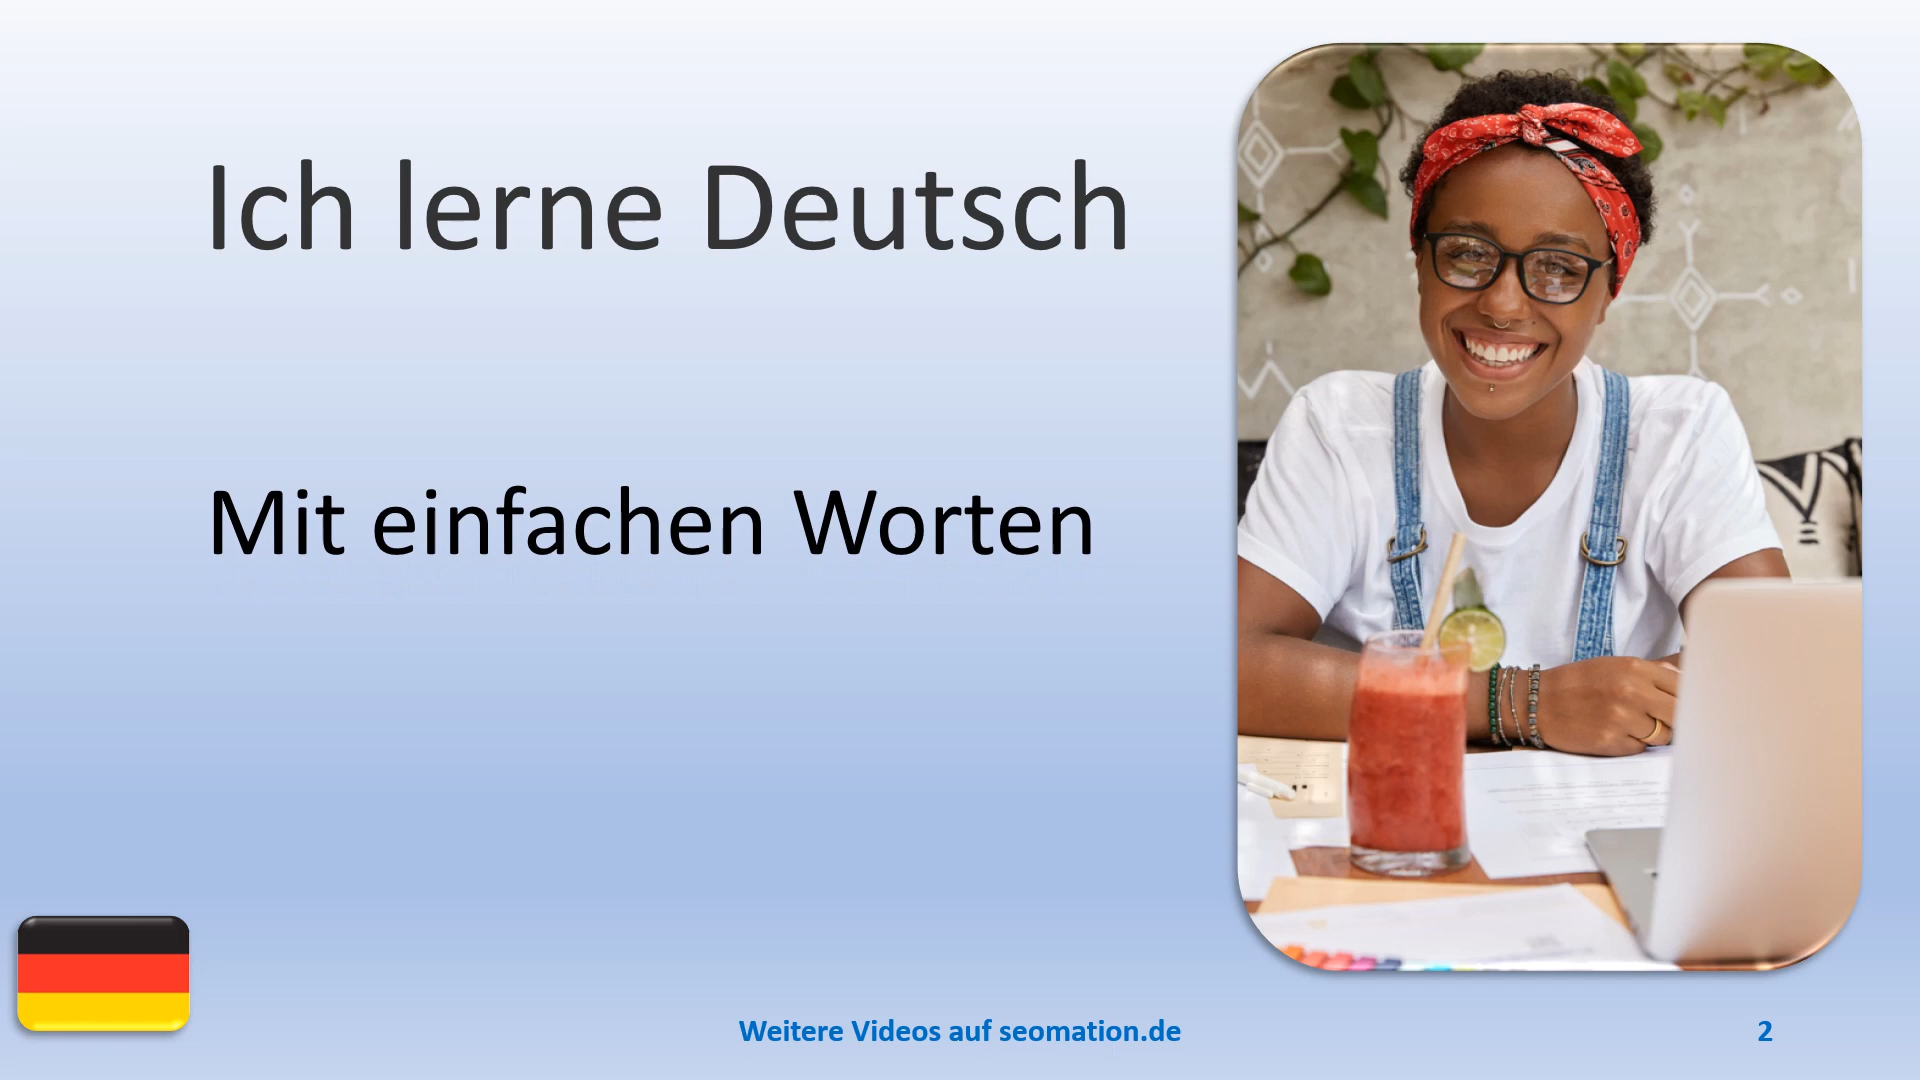 Ich lerne Deutsch
Mit einfachen Worten
Weitere Videos auf seomation.de
2